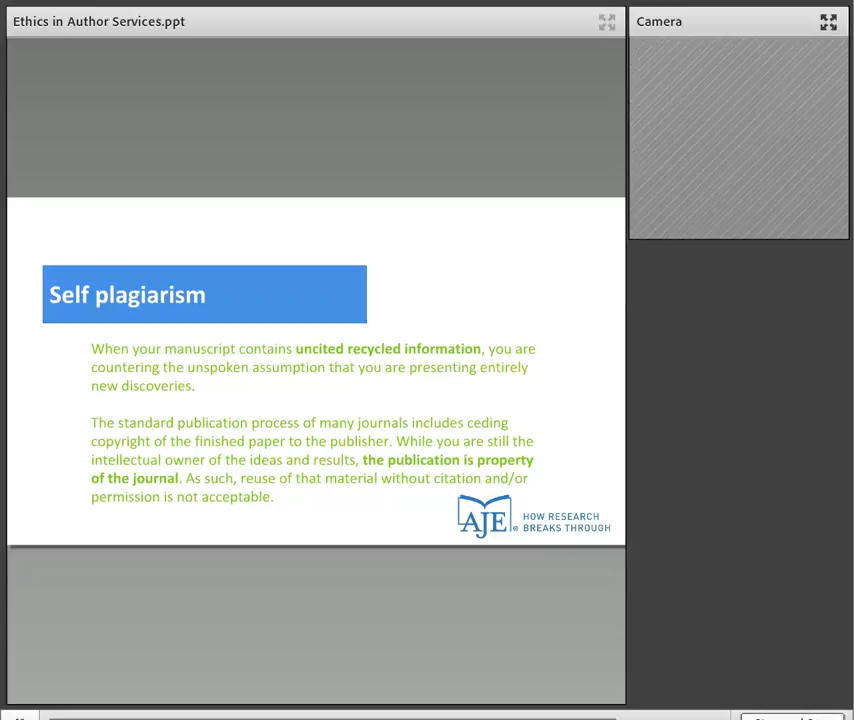 Ethics in Author Services.ppt
Camera
Self plagiarism
When your manuscript contains uncited recycled information, you are
countering the unspoken assumption that you are presenting entirely
new discoveries.
The standard publication process of many journals includes ceding
copyright of the finished paper to the publisher. While you are still the
intellectual owner of the ideas and results, the publication is property
of the journal. As such, reuse of that material without citation and/or
permission is not acceptable.
AJE®
HOW RESEARCH
BREAKS THROUGH